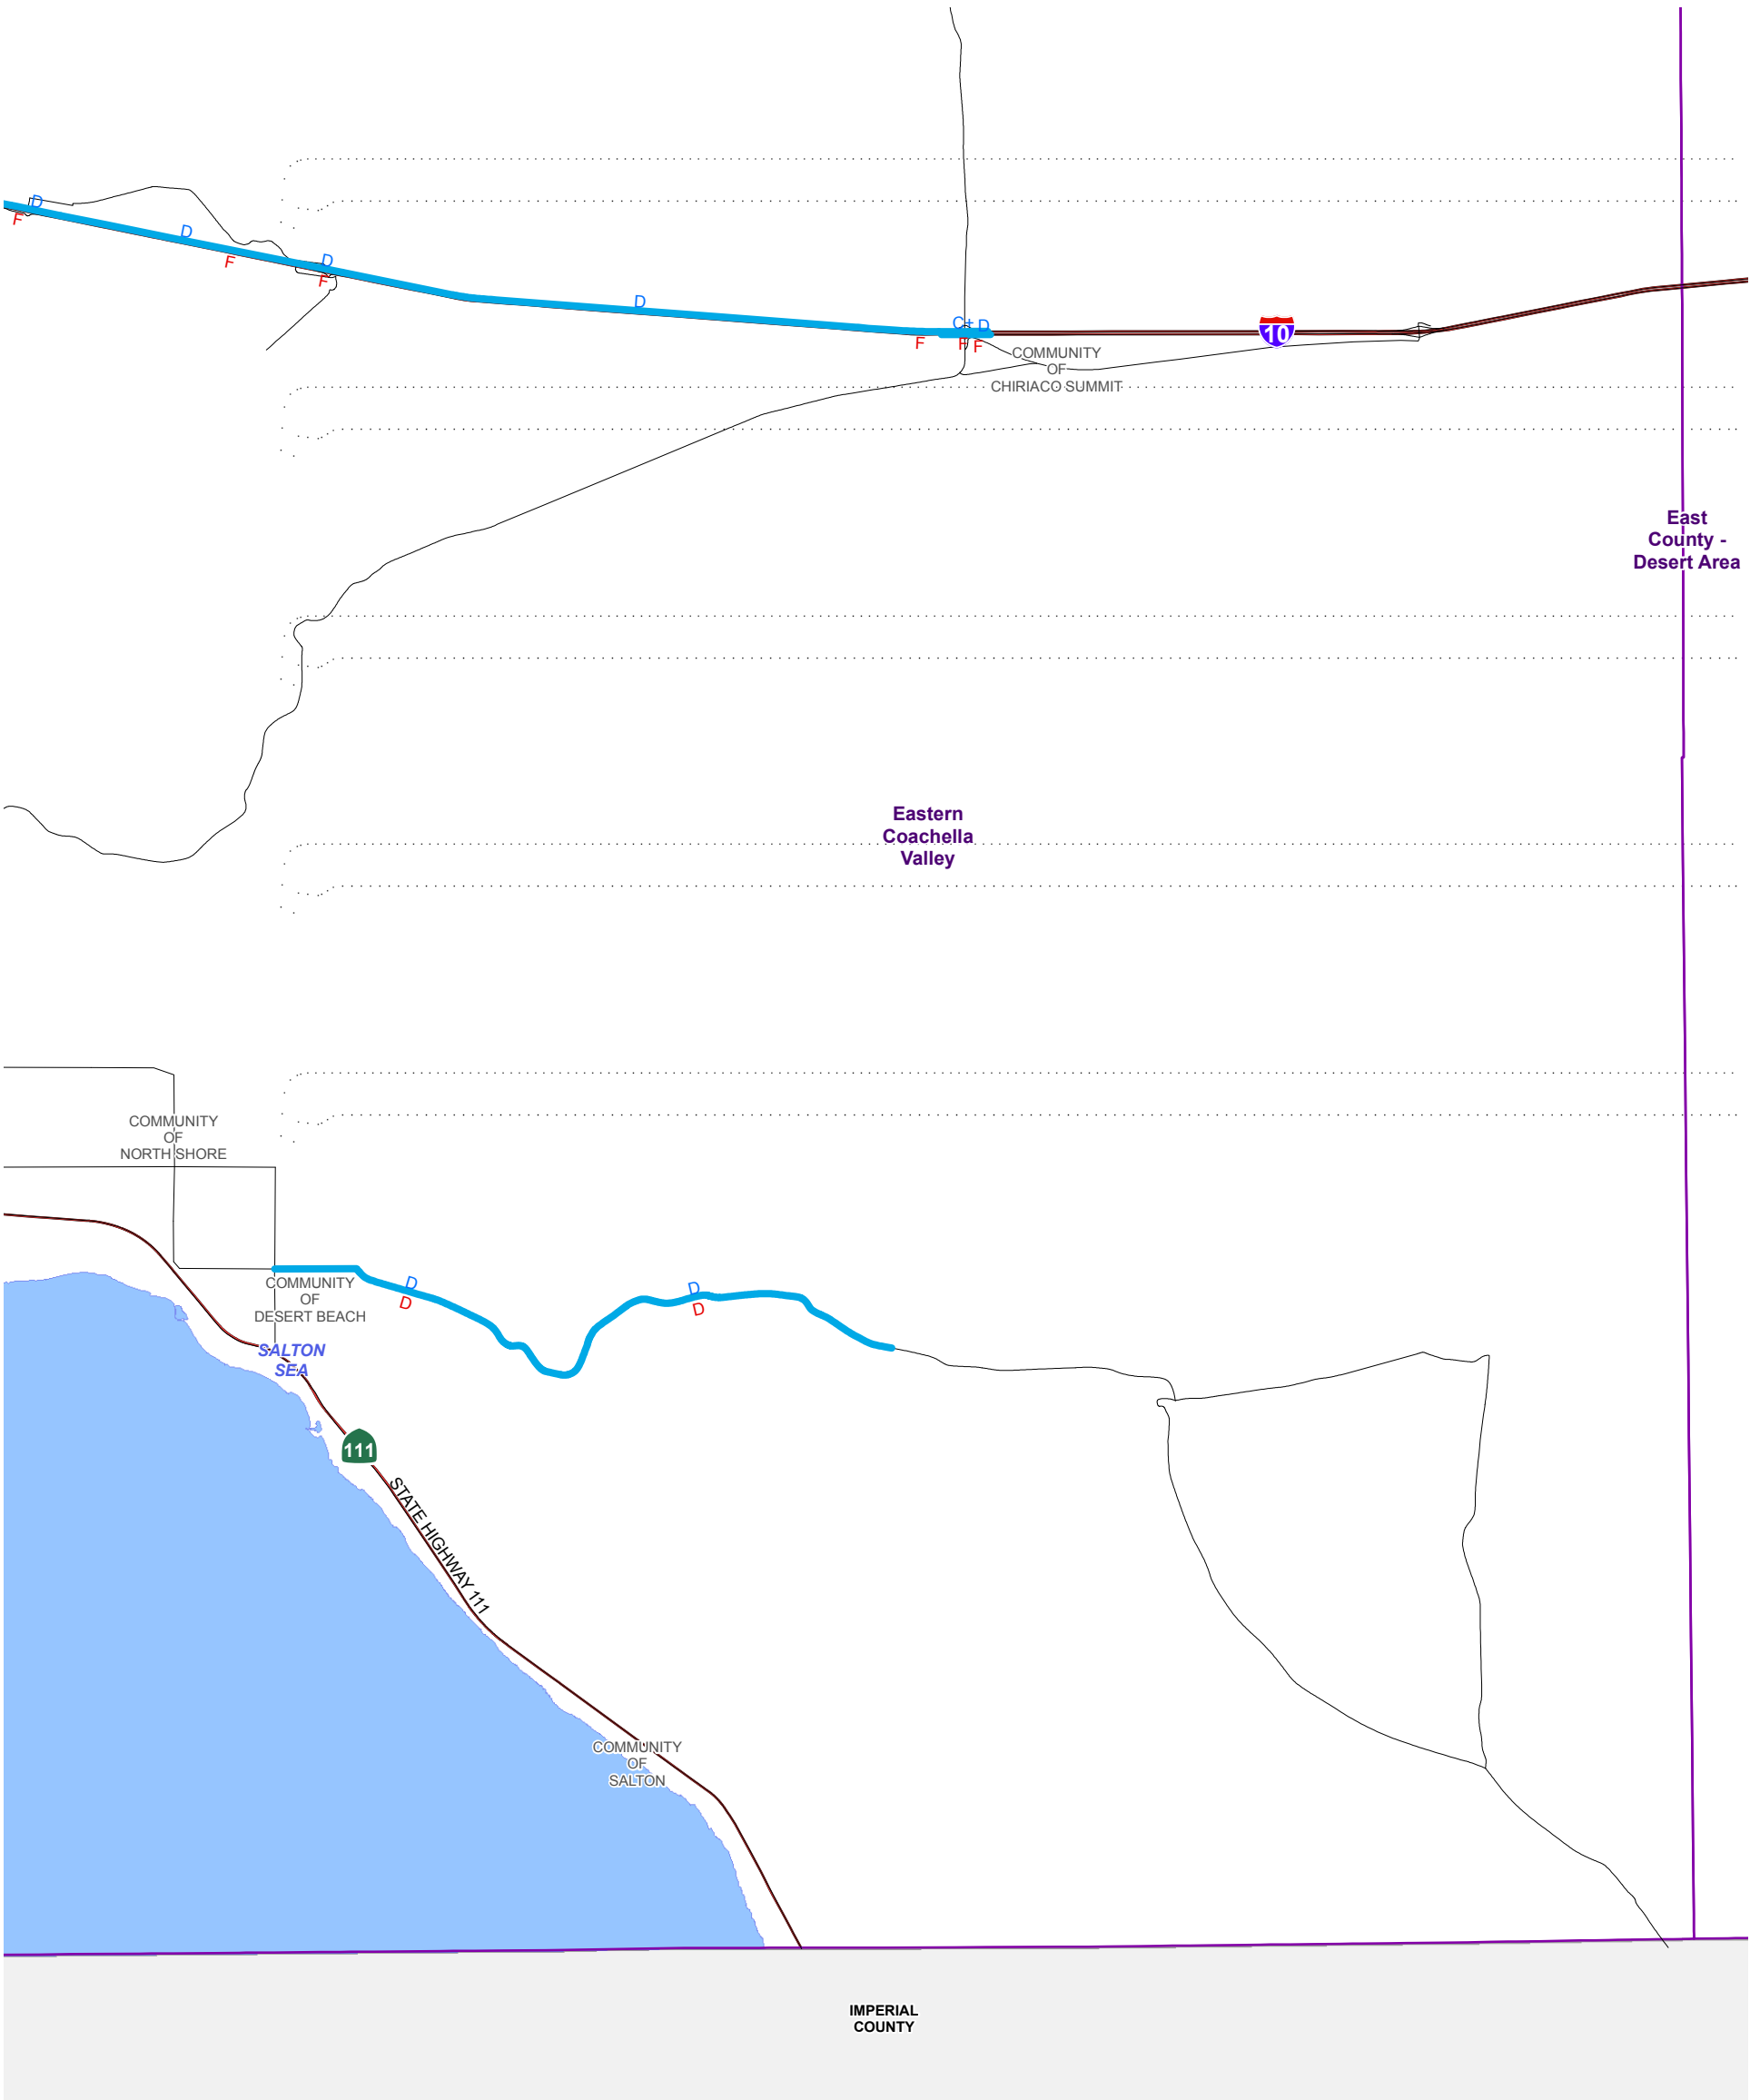 D
F
D
F
D
F
D
C+ D
F
F F
10
COMMUNITY
OF
CHIRIACO SUMMIT
East
County -
Desert Area
Eastern
Coachella
Valley
COMMUNITY
OF
NORTH SHORE
COMMUNITY
OF
DESERT BEACH
D
D
D
D
SALTON
SEA
111
STATE HIGHWAY 111
COMMUNITY
OF
SALTON
IMPERIAL
COUNTY